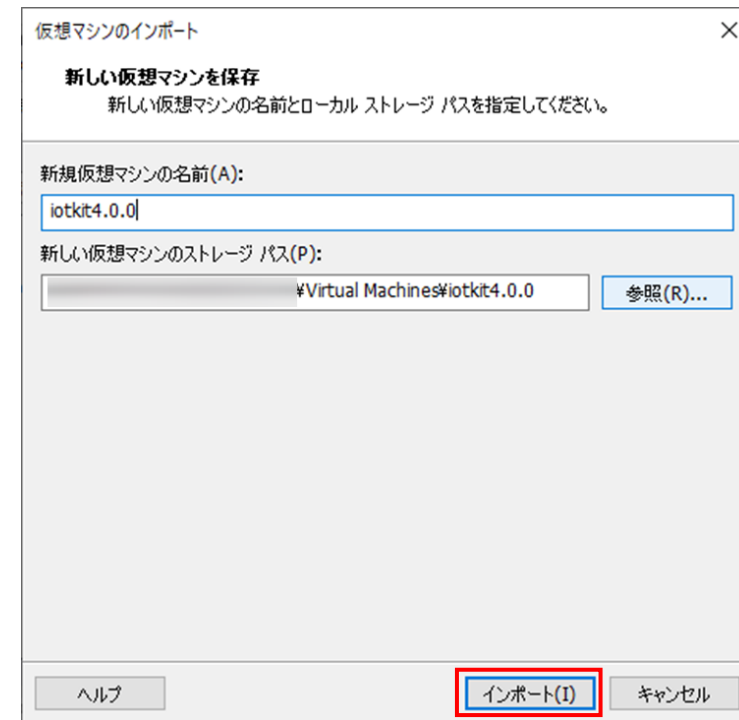 仮想マシンのインポート
新しい仮想マシンを保存
新しい仮想マシンの名前とローカル ストレージ パスを指定してください。
新規仮想マシンの名前(A):
iotkit4.0.0
新しい仮想マシンのストレージ パス(P):
¥Virtual Machines¥iotkit4.0.0
参照(R)...
ヘルプ
インポート(I)
キャンセル